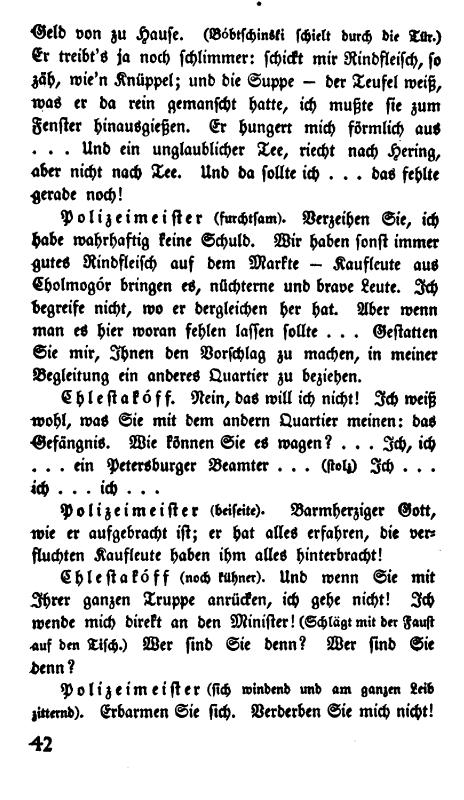 Geld von zu Hause. (Bóbtschinski schielt durch die Tür.)
Er treibt's ja noch schlimmer: schickt mir Rindfleisch, so
zäh, wie'n Knüppel; und die Suppe — der Teufel weiß,
was er da rein gemanscht hatte, ich mußte sie zum
Fenster hinausgießen. Er hungert mich förmlich aus
. . . Und ein unglaublicher Tee, riecht nach Hering,
aber nicht nach Tee. Und da sollte ich . . . das fehlte
gerade noch!
Polizeimeister (furchtsam). Verzeihen Sie, ich
habe wahrhaftig keine Schuld. Wir haben sonst immer
gutes Rindfleisch auf dem Markte — Kaufleute aus
Cholmogór bringen es, nüchterne und brave Leute. Ich
begreife nicht, wo er dergleichen her hat. Aber wenn
man es hier woran fehlen lassen sollte . . . Gestatten
Sie mir, Ihnen den Vorschlag zu machen, in meiner
Begleitung ein anderes Quartier zu beziehen.
Chlestakóff. Nein, das will ich nicht! Ich weiß
wohl, was Sie mit dem andern Quartier meinen: das
Gefängnis. Wie können Sie es wagen? . . . Ich, ich
. . . ein Petersburger Beamter . . . (stolz) Ich . . .
ich . . . ich . . .
Polizeimeister (beiseite). Barmherziger Gott,
wie er aufgebracht ist; er hat alles erfahren, die ver-
fluchten Kaufleute haben ihm alles hinterbracht!
Chlestakóff (noch kühner). Und wenn Sie mit
Ihrer ganzen Truppe anrücken, ich gehe nicht! Ich
wende mich direkt an den Minister! (Schlägt mit der Faust
auf den Tisch.) Wer sind Sie denn? Wer sind Sie
denn?
Polizeimeister (sich windend und am ganzen Leib
zitternd). Erbarmen Sie sich. Verderben Sie mich nicht!
42